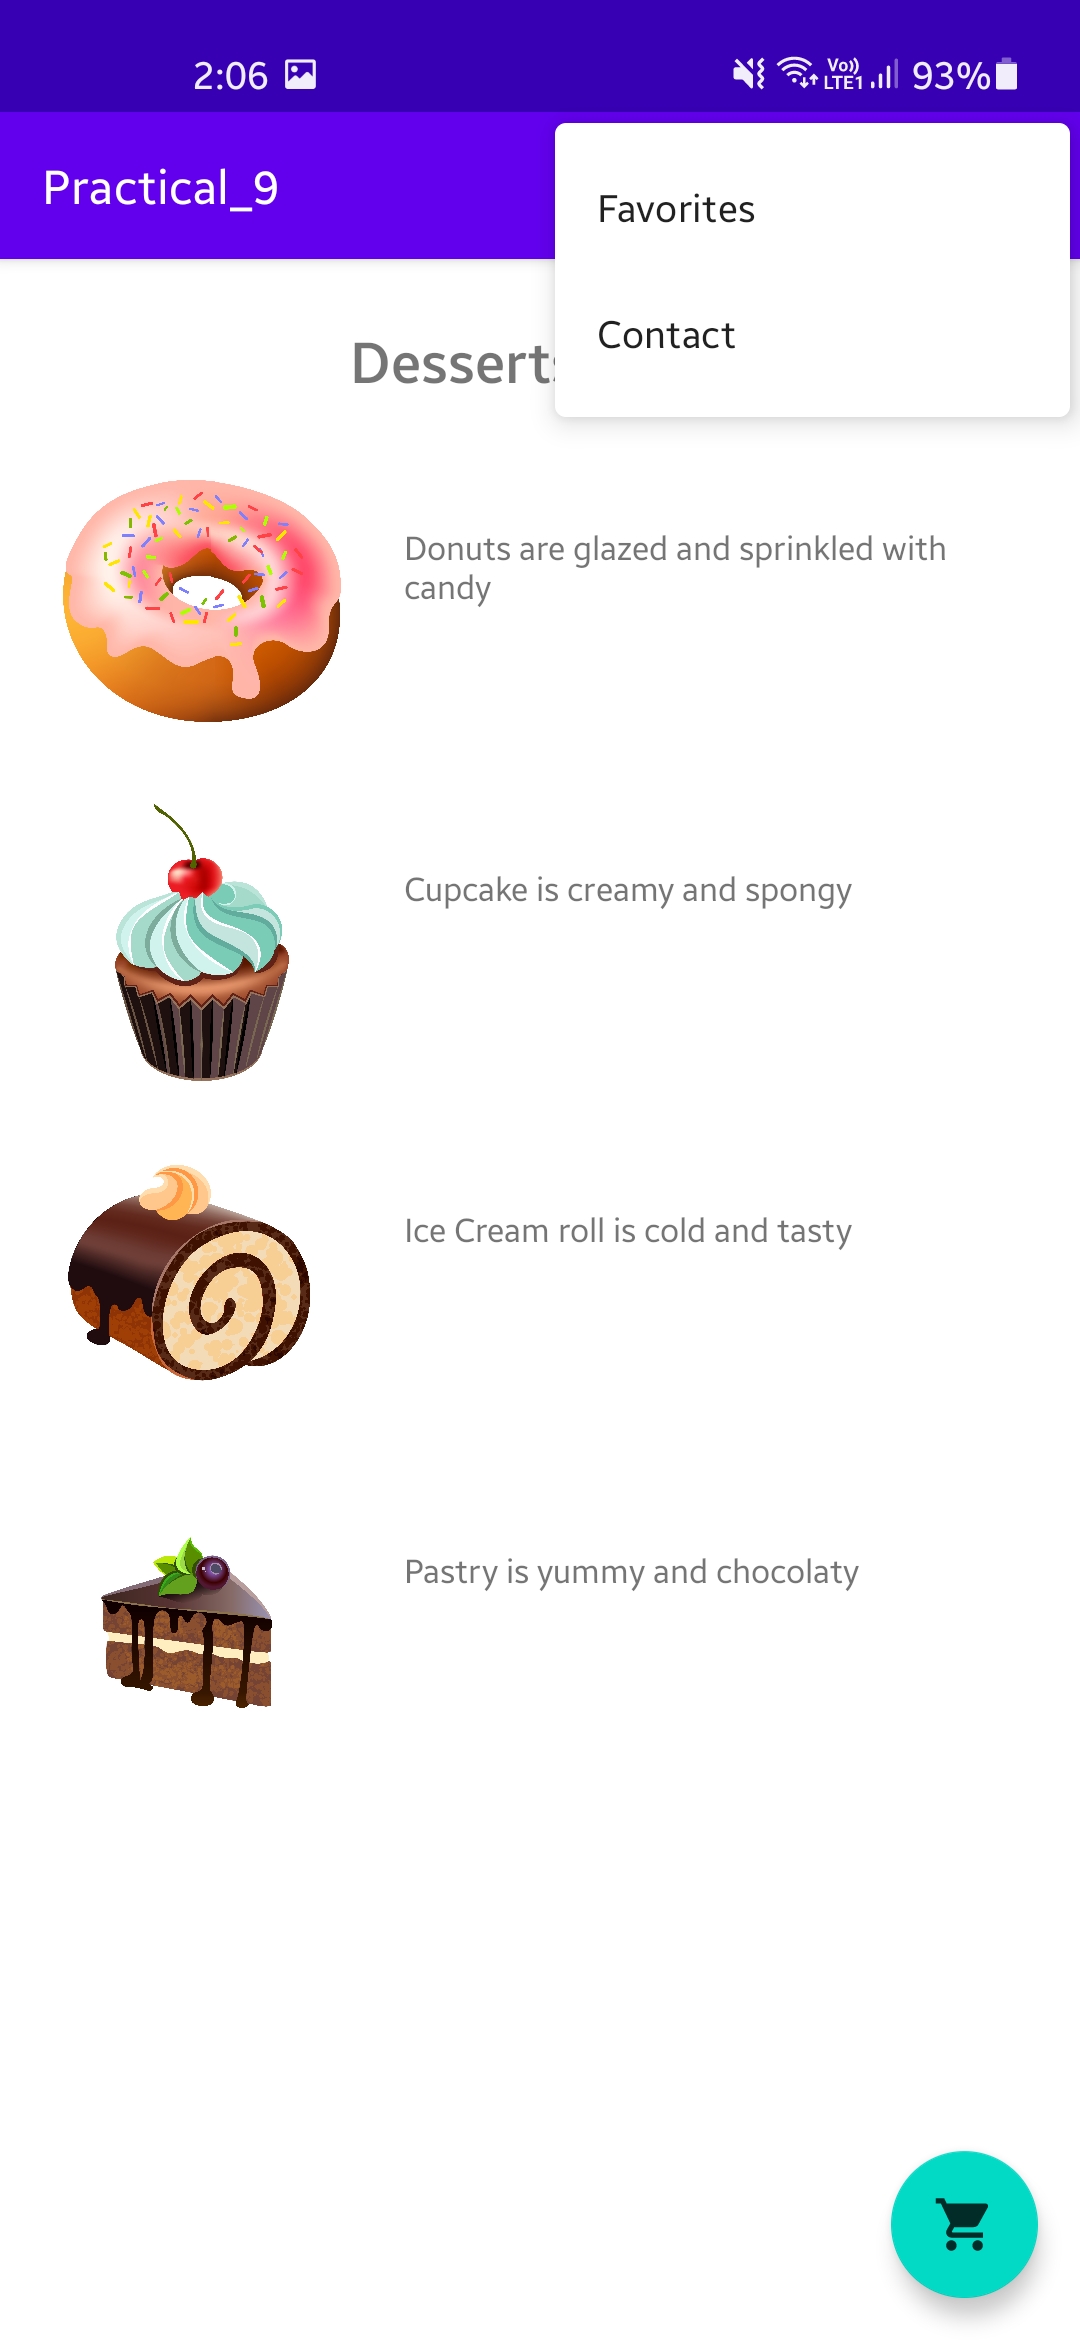 2:06 Vo)) LTE1 93%
Practical_9
Favorites
Contact
Desserts
Donuts are glazed and sprinkled with
candy
Cupcake is creamy and spongy
Ice Cream roll is cold and tasty
Pastry is yummy and chocolaty